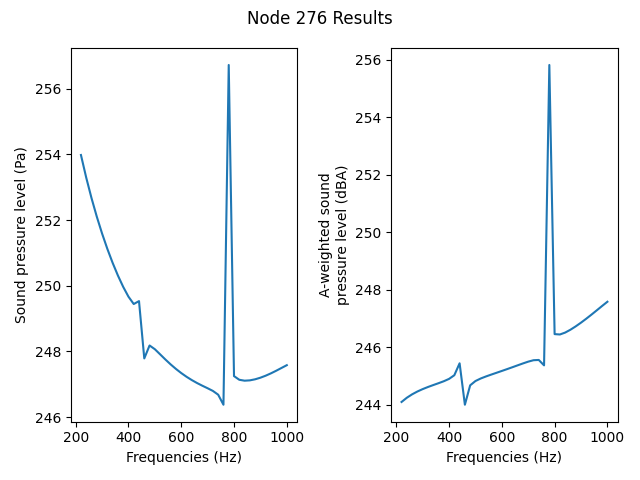 Node 276 Results
Sound pressure level (Pa)
256
254
252
250
248
246
200 400 600 800 1000
Frequencies (Hz)
A-weighted sound
pressure level (dBA)
256
254
252
250
248
246
244
200 400 600 800 1000
Frequencies (Hz)